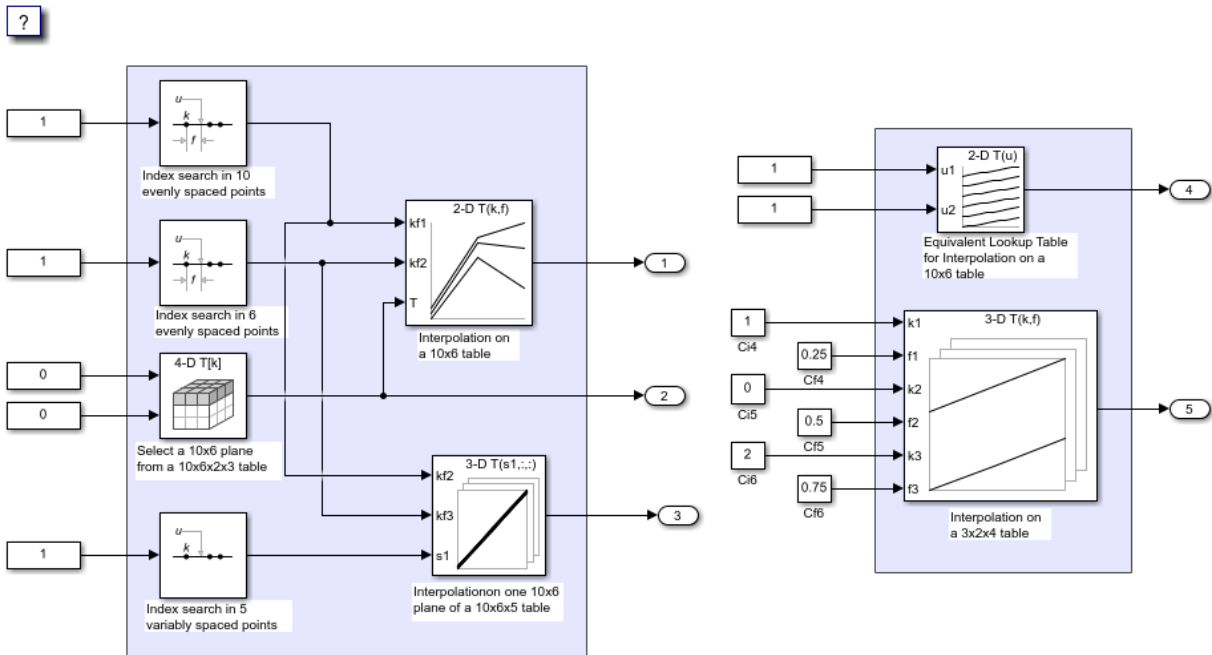 ?
1
u
k
f
Index search in 10
evenly spaced points
1
u
k
f
Index search in 6
evenly spaced points
0
0
4-D T[k]
Select a 10x6 plane
from a 10x6x2x3 table
1
u
k
Index search in 5
variably spaced points
2-D T(k,f)
kf1
kf2
T
Interpolation on
a 10x6 table
1
2
3-D T(s1,:,:)
kf2
kf3
s1
Interpolationon one 10x6
plane of a 10x6x5 table
3
1
1
2-D T(u)
u1
u2
Equivalent Lookup Table
for Interpolation on a
10x6 table
4
1
Ci4
0.25
Cf4
0
Ci5
0.5
Cf5
2
Ci6
0.75
Cf6
3-D T(k,f)
k1
f1
k2
f2
k3
f3
Interpolation on
a 3x2x4 table
5